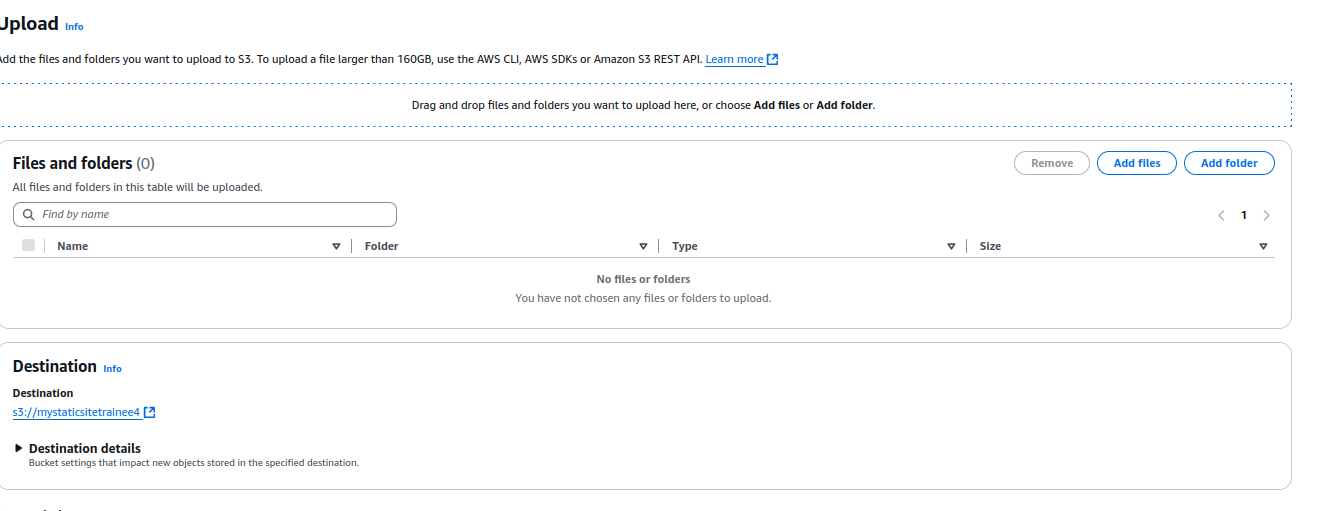 Upload Info
Add the files and folders you want to upload to S3. To upload a file larger than 160GB, use the AWS CLI, AWS SDKs or Amazon S3 REST API. Learn more
Drag and drop files and folders you want to upload here, or choose Add files or Add folder.
Files and folders (0)
Remove
Add files
Add folder
All files and folders in this table will be uploaded.
Find by name
1
Name
Folder
Type
Size
No files or folders
You have not chosen any files or folders to upload.
Destination Info
Destination
s3://mystaticsitetrainee4
Destination details
Bucket settings that impact new objects stored in the specified destination.